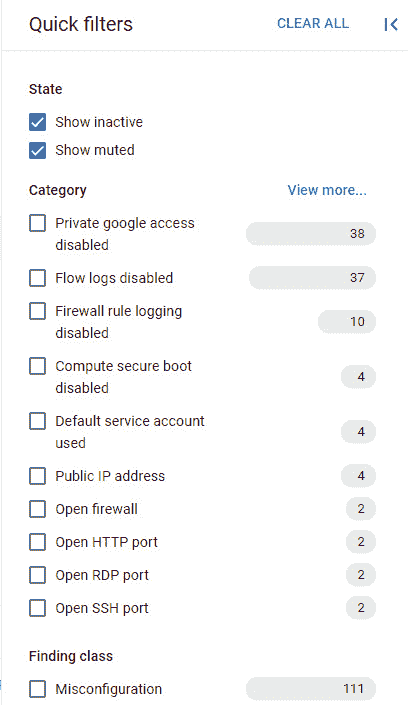 Quick filters CLEAR ALL
State
Show inactive
Show muted
Category View more...
Private google access
disabled 38
Flow logs disabled 37
Firewall rule logging
disabled 10
Compute secure boot
disabled 4
Default service account
used 4
Public IP address 4
Open firewall 2
Open HTTP port 2
Open RDP port 2
Open SSH port 2
Finding class
Misconfiguration 111